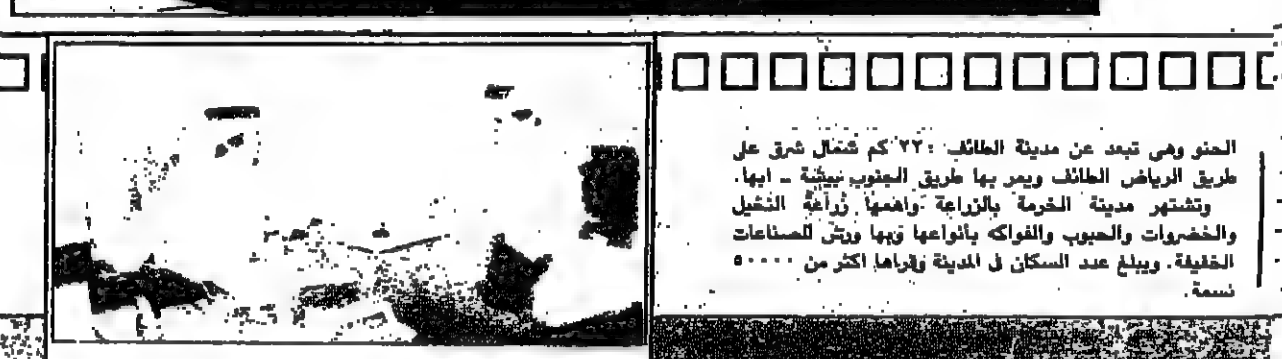 الحنو وهي تبعد عن مدينة الطائف ٢٢٠ كم شمال شرق على
طريق الرياض الطائف ويمر بها طريق الجنوب بيشة ـ ابها.
وتشتهر مدينة الخرمة بالزراعة واهمها زراعة النخيل
والخضروات والحبوب والفواكه بأنواعها وبها ورش للصناعات
الخفيفة. ويبلغ عدد السكان في المدينة وقراها اكثر من ٥٠٠٠٠
نسمة.